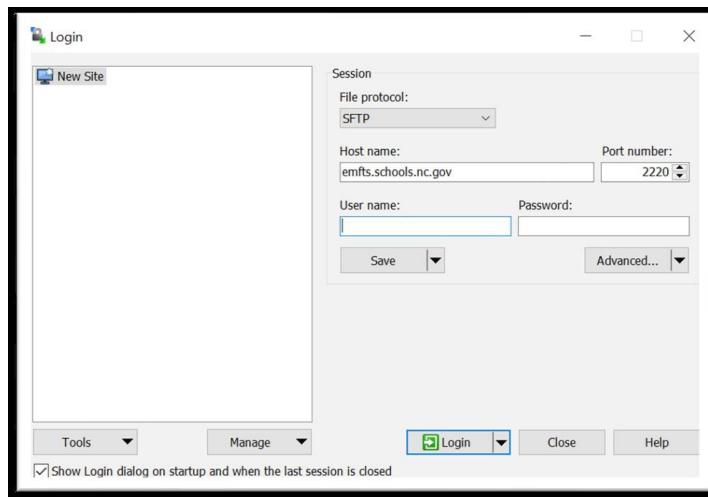 Login
New Site
Session
File protocol:
SFTP
Host name:
Port number:
emfts.schools.nc.gov
2220
User name:
Password:
Save
Advanced...
Tools
Manage
Login
Close
Help
Show Login dialog on startup and when the last session is closed